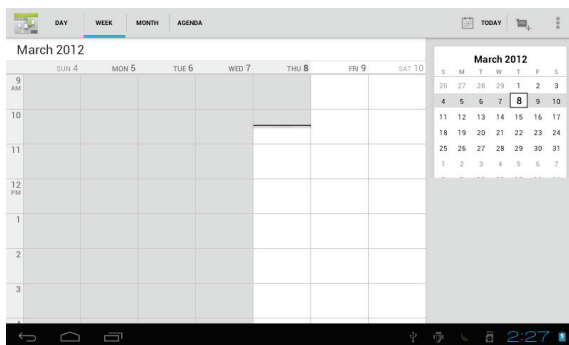 DAY WEEK MONTH AGENDA TODAY
March 2012
SUN 4 MON 5 TUE 6 WED 7 THU 8 FRI 9 SAT 10
9
AM
10
11
12
PM
1
2
3
March 2012
S M T W T F S
26 27 28 29 1 2 3
4 5 6 7 8 9 10
11 12 13 14 15 16 17
18 19 20 21 22 23 24
25 26 27 28 29 30 31
1 2 3 4 5 6 7
2:27